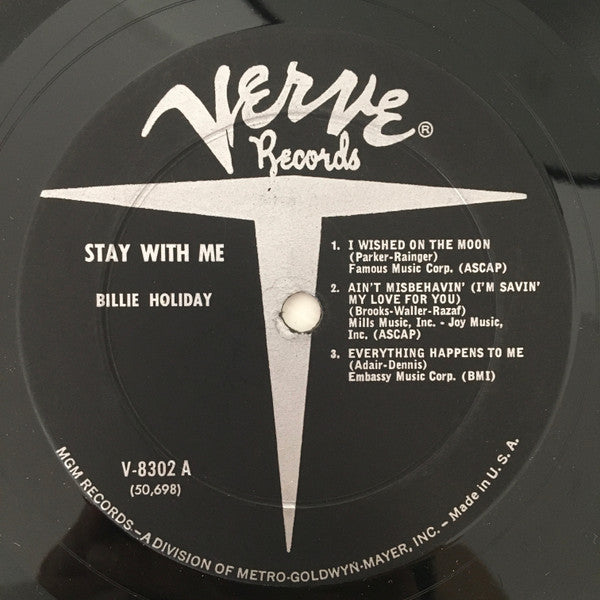 VERVE®
Records
STAY WITH ME
BILLIE HOLIDAY
1. I WISHED ON THE MOON
(Parker-Rainger)
Famous Music Corp. (ASCAP)
2. AIN'T MISBEHAVIN' (I'M SAVIN'
MY LOVE FOR YOU)
(Brooks-Waller-Razaf)
Mills Music, Inc. - Joy Music,
Inc. (ASCAP)
3. EVERYTHING HAPPENS TO ME
(Adair-Dennis)
Embassy Music Corp. (BMI)
V-8302 A
(50,698)
MGM RECORDS—A DIVISION OF METRO-GOLDWYN-MAYER, INC. – Made in U. S. A.